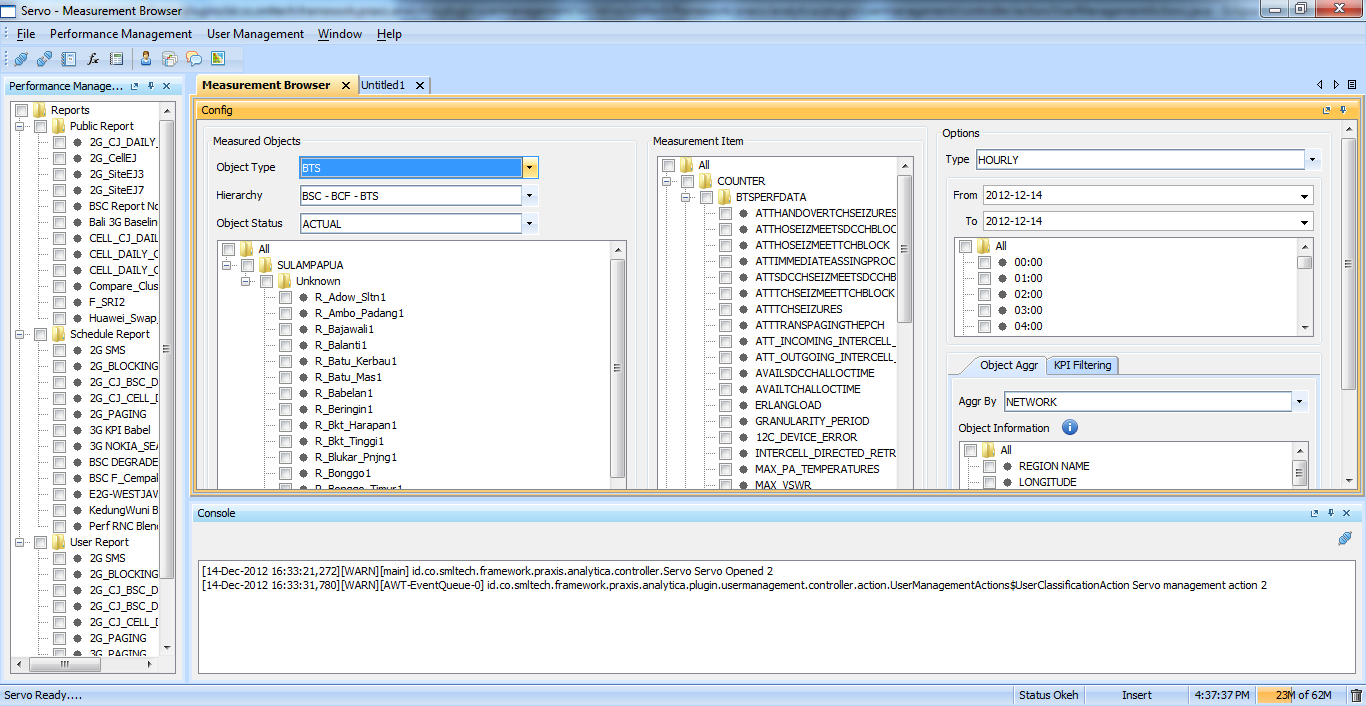 Servo - Measurement Browser
File Performance Management User Management Window Help
Performance Manage...
Reports
Public Report
2G_CJ_DAILY_
2G_CellEJ
2G_SiteEJ3
2G_SiteEJ7
BSC Report No
Bali 3G Baselin
CELL_CJ_DAIL
CELL_DAILY_C
CELL_DAILY_C
Compare_Clus
F_SRI2
Huawei_Swap_
Schedule Report
2G SMS
2G_BLOCKING
2G_CJ_BSC_D
2G_CJ_CELL_D
2G_PAGING
3G KPI Babel
3G NOKIA_SEA
BSC DEGRADE
BSC F_Cempal
E2G-WESTJAV
KedungWuni B
Perf RNC Blen
User Report
2G SMS
2G_BLOCKING
2G_CJ_BSC_D
2G_CJ_CELL_D
2G_PAGING
3G_PAGING
Measurement Browser
Untitled1
Config
Measured Objects
Object Type BTS
Hierarchy BSC - BCF - BTS
Object Status ACTUAL
All
SULAMPAPUA
Unknown
R_Adow_Sltn1
R_Ambo_Padang1
R_Bajawali1
R_Balanti1
R_Batu_Kerbau1
R_Batu_Mas1
R_Babelan1
R_Beringin1
R_Bkt_Harapan1
R_Bkt_Tinggi1
R_Blukar_Pnjng1
R_Bonggo1
R_Bonggo_Timur1
Measurement Item
All
COUNTER
BTSPERFDATA
ATTHANDOVERTCHSEIZURES
ATTHOSEIZMEETSDCCHBLOC
ATTHOSEIZMEETTCHBLOCK
ATTIMMEDIATEASSINGPROC
ATTSDCCHSEIZMEETSDCCHB
ATTTCHSEIZMEETTCHBLOCK
ATTTCHSEIZURES
ATTTRANSPAGINGTHEPCH
ATT_INCOMING_INTERCELL_
ATT_OUTGOING_INTERCELL_
AVAILSDCCHALLOCTIME
AVAILTCHALLOCTIME
ERLANGLOAD
GRANULARITY_PERIOD
12C_DEVICE_ERROR
INTERCELL_DIRECTED_RETR
MAX_PA_TEMPERATURES
MAX_VSWR
Options
Type HOURLY
From 2012-12-14
To 2012-12-14
All
00:00
01:00
02:00
03:00
04:00
Object Aggr KPI Filtering
Aggr By NETWORK
Object Information
All
REGION NAME
LONGITUDE
Console
[14-Dec-2012 16:33:21,272][WARN][main] id.co.smltech.framework.praxis.analytica.controller.Servo Servo Opened 2
[14-Dec-2012 16:33:31,780][WARN][AWT-EventQueue-0] id.co.smltech.framework.praxis.analytica.plugin.usermanagement.controller.action.UserManagementActions$UserClassificationAction Servo management action 2
Servo Ready....
Status Okeh
Insert
4:37:37 PM
23M of 62M